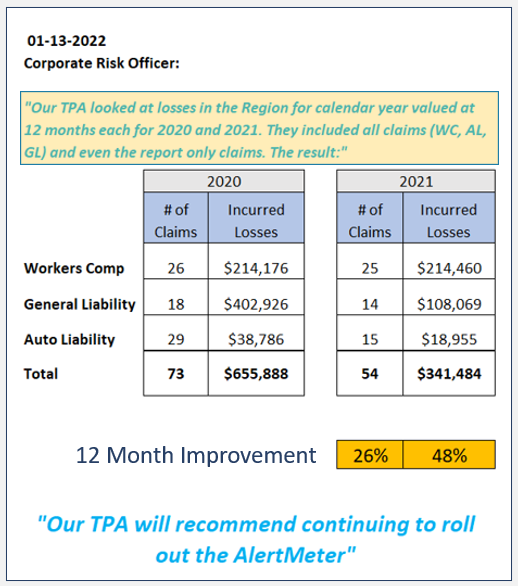 01-13-2022
Corporate Risk Officer:
"Our TPA looked at losses in the Region for calendar year valued at
12 months each for 2020 and 2021. They included all claims (WC, AL,
GL) and even the report only claims. The result:"
2020 2021
# of Incurred # of Incurred
Claims Losses Claims Losses
Workers Comp 26 $214,176 25 $214,460
General Liability 18 $402,926 14 $108,069
Auto Liability 29 $38,786 15 $18,955
Total 73 $655,888 54 $341,484
12 Month Improvement 26% 48%
"Our TPA will recommend continuing to roll
out the AlertMeter"